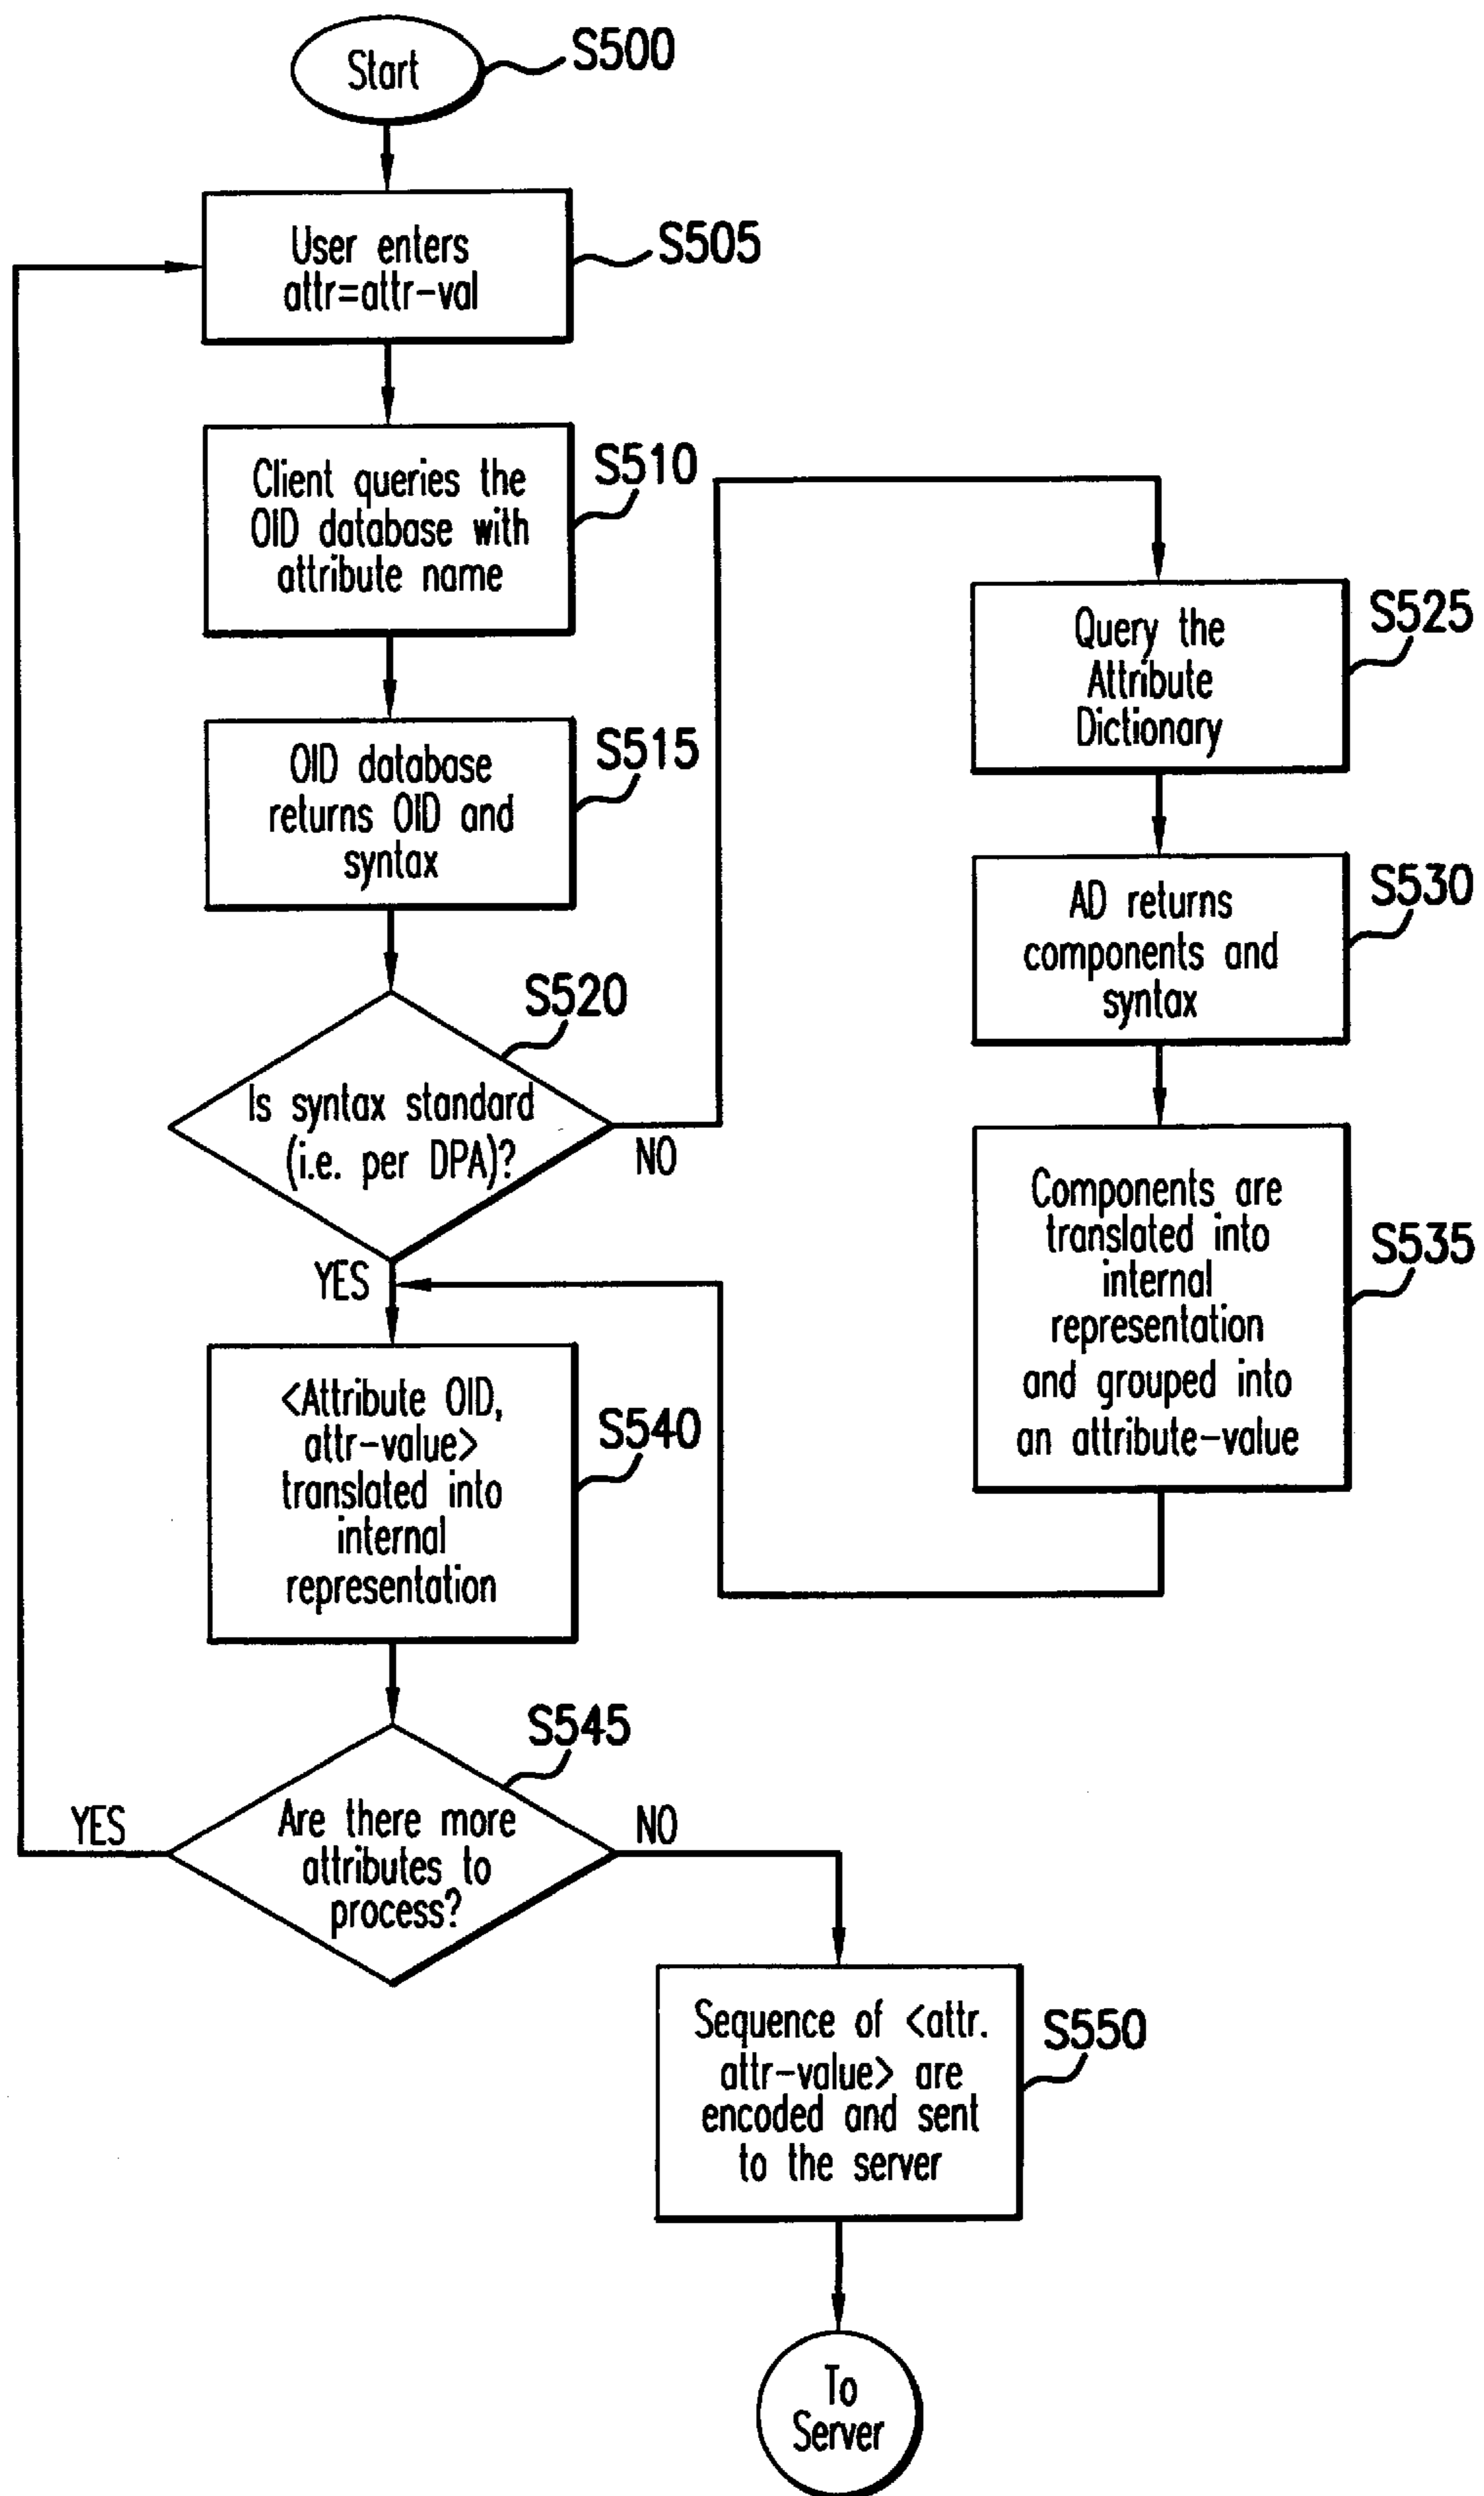 Start
S500
User enters
attr=attr-val
S505
Client queries the
OID database with
attribute name
S510
OID database
returns OID and
syntax
S515
Is syntax standard
(i.e. per DPA)?
S520
NO
YES
Query the
Attribute
Dictionary
S525
AD returns
components and
syntax
S530
Components are
translated into
internal
representation
and grouped into
an attribute-value
S535
<Attribute OID,
attr-value>
translated into
internal
representation
S540
Are there more
attributes to
process?
S545
YES
NO
Sequence of <attr.
attr-value> are
encoded and sent
to the server
S550
To
Server